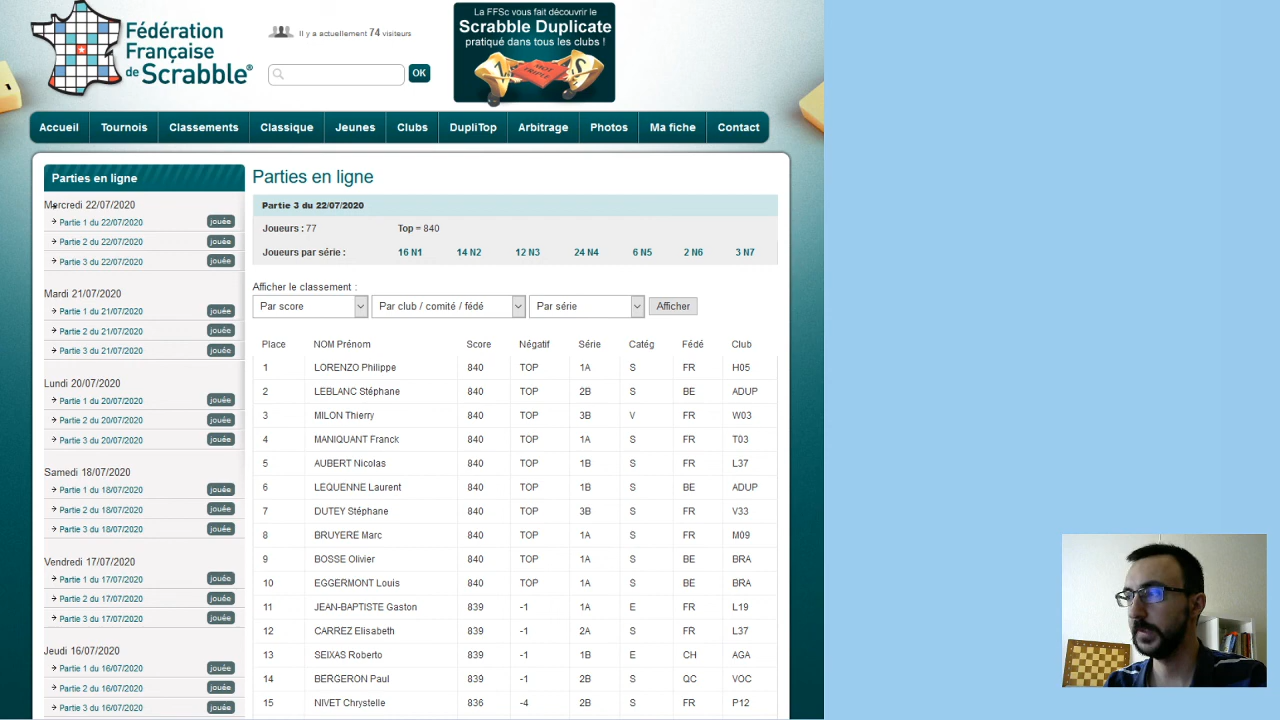 Fédération
Française
de Scrabble®
Il y a actuellement 74 visiteurs
OK
La FFSc vous fait découvrir le
Scrabble Duplicate
pratiqué dans tous les clubs !
MOT TRIPLE
Accueil Tournois Classements Classique Jeunes Clubs DupliTop Arbitrage Photos Ma fiche Contact
Parties en ligne
Mercredi 22/07/2020
Partie 1 du 22/07/2020 jouée
Partie 2 du 22/07/2020 jouée
Partie 3 du 22/07/2020 jouée
Mardi 21/07/2020
Partie 1 du 21/07/2020 jouée
Partie 2 du 21/07/2020 jouée
Partie 3 du 21/07/2020 jouée
Lundi 20/07/2020
Partie 1 du 20/07/2020 jouée
Partie 2 du 20/07/2020 jouée
Partie 3 du 20/07/2020 jouée
Samedi 18/07/2020
Partie 1 du 18/07/2020 jouée
Partie 2 du 18/07/2020 jouée
Partie 3 du 18/07/2020 jouée
Vendredi 17/07/2020
Partie 1 du 17/07/2020 jouée
Partie 2 du 17/07/2020 jouée
Partie 3 du 17/07/2020 jouée
Jeudi 16/07/2020
Partie 1 du 16/07/2020 jouée
Partie 2 du 16/07/2020 jouée
Partie 3 du 16/07/2020 jouée
Parties en ligne
Partie 3 du 22/07/2020
Joueurs : 77 Top = 840
Joueurs par série : 16 N1 14 N2 12 N3 24 N4 6 N5 2 N6 3 N7
Afficher le classement :
Par score Par club / comité / fédé Par série Afficher
Place NOM Prénom Score Négatif Série Catég Fédé Club
1 LORENZO Philippe 840 TOP 1A S FR H05
2 LEBLANC Stéphane 840 TOP 2B S BE ADUP
3 MILON Thierry 840 TOP 3B V FR W03
4 MANIQUANT Franck 840 TOP 1A S FR T03
5 AUBERT Nicolas 840 TOP 1B S FR L37
6 LEQUENNE Laurent 840 TOP 1B S BE ADUP
7 DUTEY Stéphane 840 TOP 3B S FR V33
8 BRUYERE Marc 840 TOP 1A S FR M09
9 BOSSE Olivier 840 TOP 1A S BE BRA
10 EGGERMONT Louis 840 TOP 1A S BE BRA
11 JEAN-BAPTISTE Gaston 839 -1 1A E FR L19
12 CARREZ Elisabeth 839 -1 2A S FR L37
13 SEIXAS Roberto 839 -1 1B E CH AGA
14 BERGERON Paul 839 -1 2B S QC VOC
15 NIVET Chrystelle 836 -4 2B S FR P12